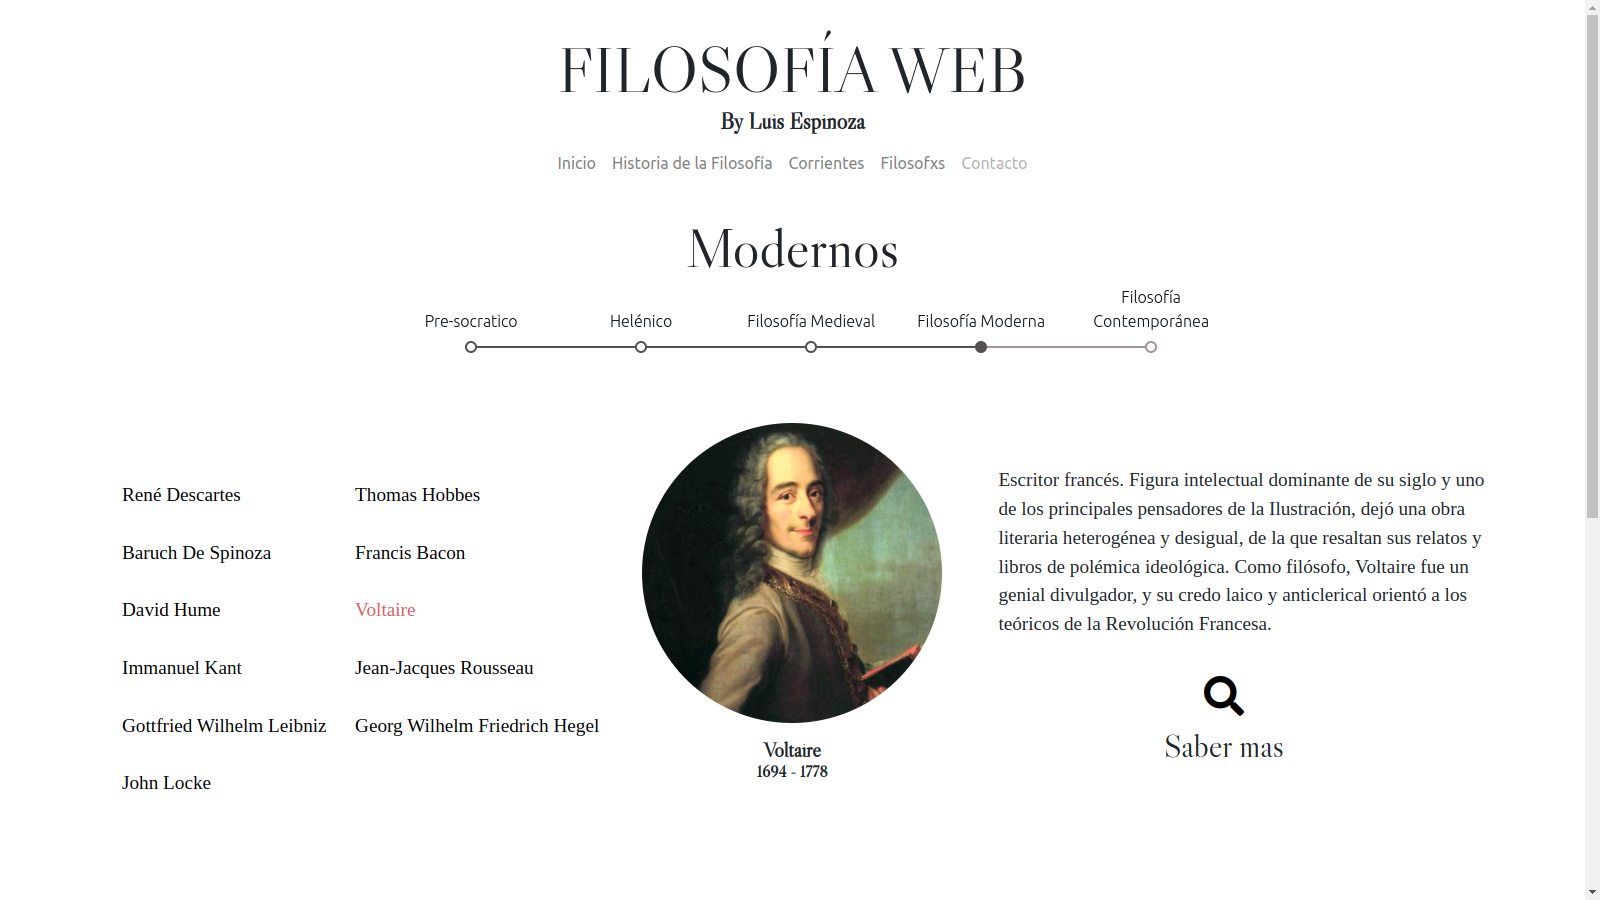 FILOSOFÍA WEB
By Luis Espinoza
Inicio Historia de la Filosofía Corrientes Filosofxs Contacto
Modernos
Pre-socratico
Helénico
Filosofía Medieval
Filosofía Moderna
Filosofía
Contemporánea
René Descartes
Baruch De Spinoza
David Hume
Immanuel Kant
Gottfried Wilhelm Leibniz
John Locke
Thomas Hobbes
Francis Bacon
Voltaire
Jean-Jacques Rousseau
Georg Wilhelm Friedrich Hegel
Voltaire
1694 - 1778
Escritor francés. Figura intelectual dominante de su siglo y uno
de los principales pensadores de la Ilustración, dejó una obra
literaria heterogénea y desigual, de la que resaltan sus relatos y
libros de polémica ideológica. Como filósofo, Voltaire fue un
genial divulgador, y su credo laico y anticlerical orientó a los
teóricos de la Revolución Francesa.
Saber mas